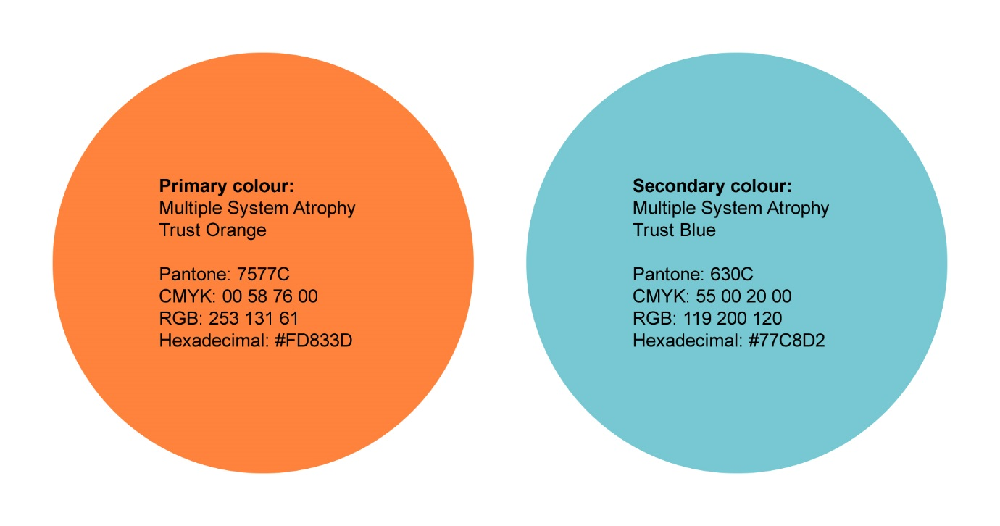 Primary colour:
Multiple System Atrophy
Trust Orange
Pantone: 7577C
CMYK: 00 58 76 00
RGB: 253 131 61
Hexadecimal: #FD833D
Secondary colour:
Multiple System Atrophy
Trust Blue
Pantone: 630C
CMYK: 55 00 20 00
RGB: 119 200 120
Hexadecimal: #77C8D2